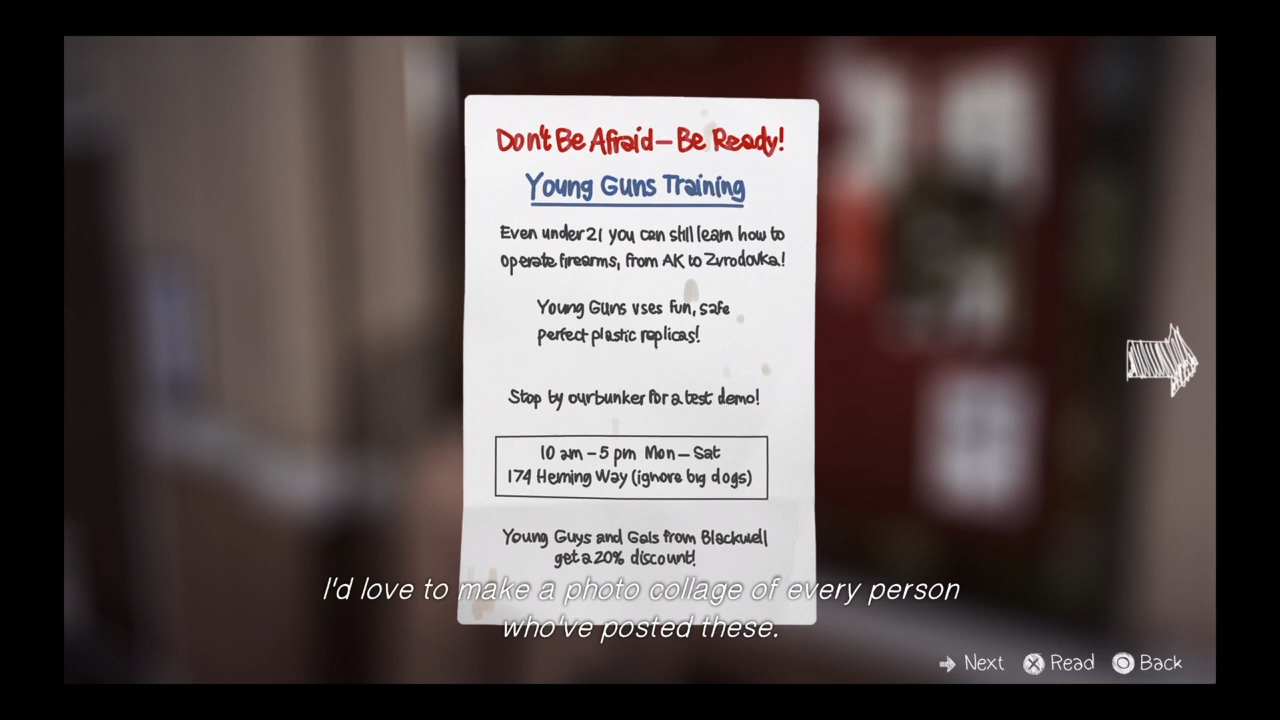 Don't Be Afraid – Be Ready!
Young Guns Training
Even under 21 you can still learn how to
operate firearms, from AK to Zvrodovka!
Young Guns uses fun, safe
perfect plastic replicas!
Stop by our bunker for a test demo!
10 am – 5 pm Mon – Sat
174 Heming Way (ignore big dogs)
Young Guys and Gals from Blackwell
get a 20% discount!
I'd love to make a photo collage of every person
who've posted these.
Next Read Back